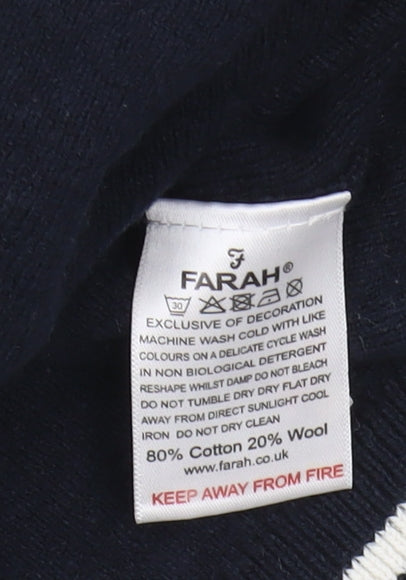 FARAH®
30
EXCLUSIVE OF DECORATION
MACHINE WASH COLD WITH LIKE
COLOURS ON A DELICATE CYCLE WASH
IN NON BIOLOGICAL DETERGENT
RESHAPE WHILST DAMP DO NOT BLEACH
DO NOT TUMBLE DRY DRY FLAT DRY
AWAY FROM DIRECT SUNLIGHT COOL
IRON DO NOT DRY CLEAN
80% Cotton 20% Wool
www.farah.co.uk
KEEP AWAY FROM FIRE